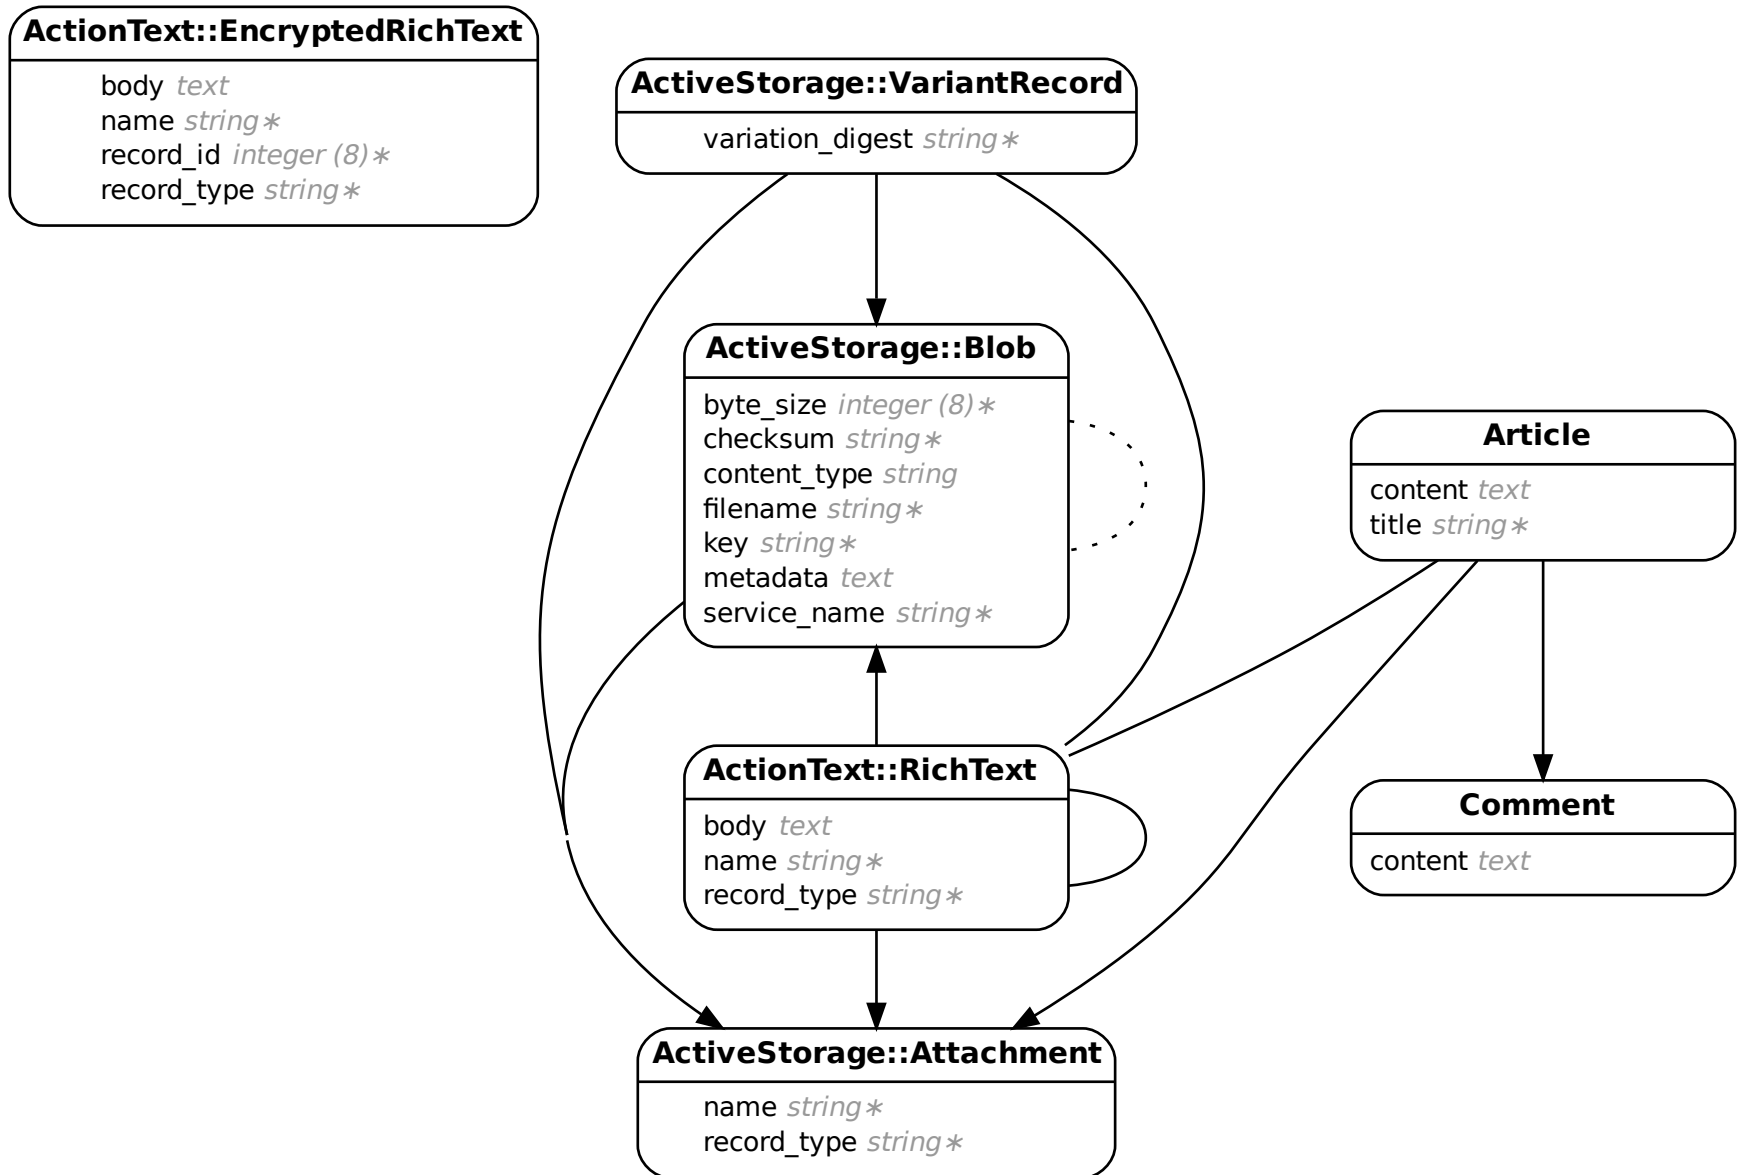 ActionText::EncryptedRichText
body text
name string∗
record_id integer (8)∗
record_type string∗
ActiveStorage::VariantRecord
variation_digest string∗
ActiveStorage::Blob
byte_size integer (8)∗
checksum string∗
content_type string
filename string∗
key string∗
metadata text
service_name string∗
Article
content text
title string∗
ActionText::RichText
body text
name string∗
record_type string∗
Comment
content text
ActiveStorage::Attachment
name string∗
record_type string∗